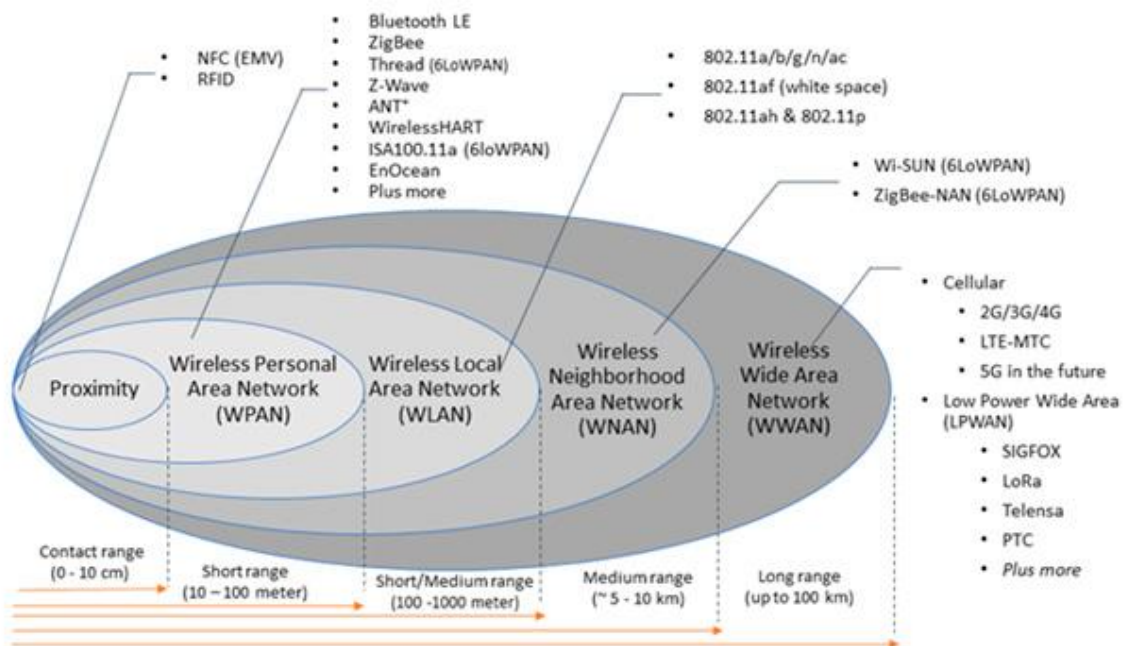 • NFC (EMV)
• RFID
• Bluetooth LE
• ZigBee
• Thread (6LoWPAN)
• Z-Wave
• ANT+
• WirelessHART
• ISA100.11a (6loWPAN)
• EnOcean
• Plus more
• 802.11a/b/g/n/ac
• 802.11af (white space)
• 802.11ah & 802.11p
• Wi-SUN (6LoWPAN)
• ZigBee-NAN (6LoWPAN)
• Cellular
• 2G/3G/4G
• LTE-MTC
• 5G in the future
• Low Power Wide Area
(LPWAN)
• SIGFOX
• LoRa
• Telensa
• PTC
• Plus more
Proximity
Wireless Personal
Area Network
(WPAN)
Wireless Local
Area Network
(WLAN)
Wireless
Neighborhood
Area Network
(WNAN)
Wireless
Wide Area
Network
(WWAN)
Contact range
(0 - 10 cm)
Short range
(10 – 100 meter)
Short/Medium range
(100 -1000 meter)
Medium range
(~ 5 - 10 km)
Long range
(up to 100 km)